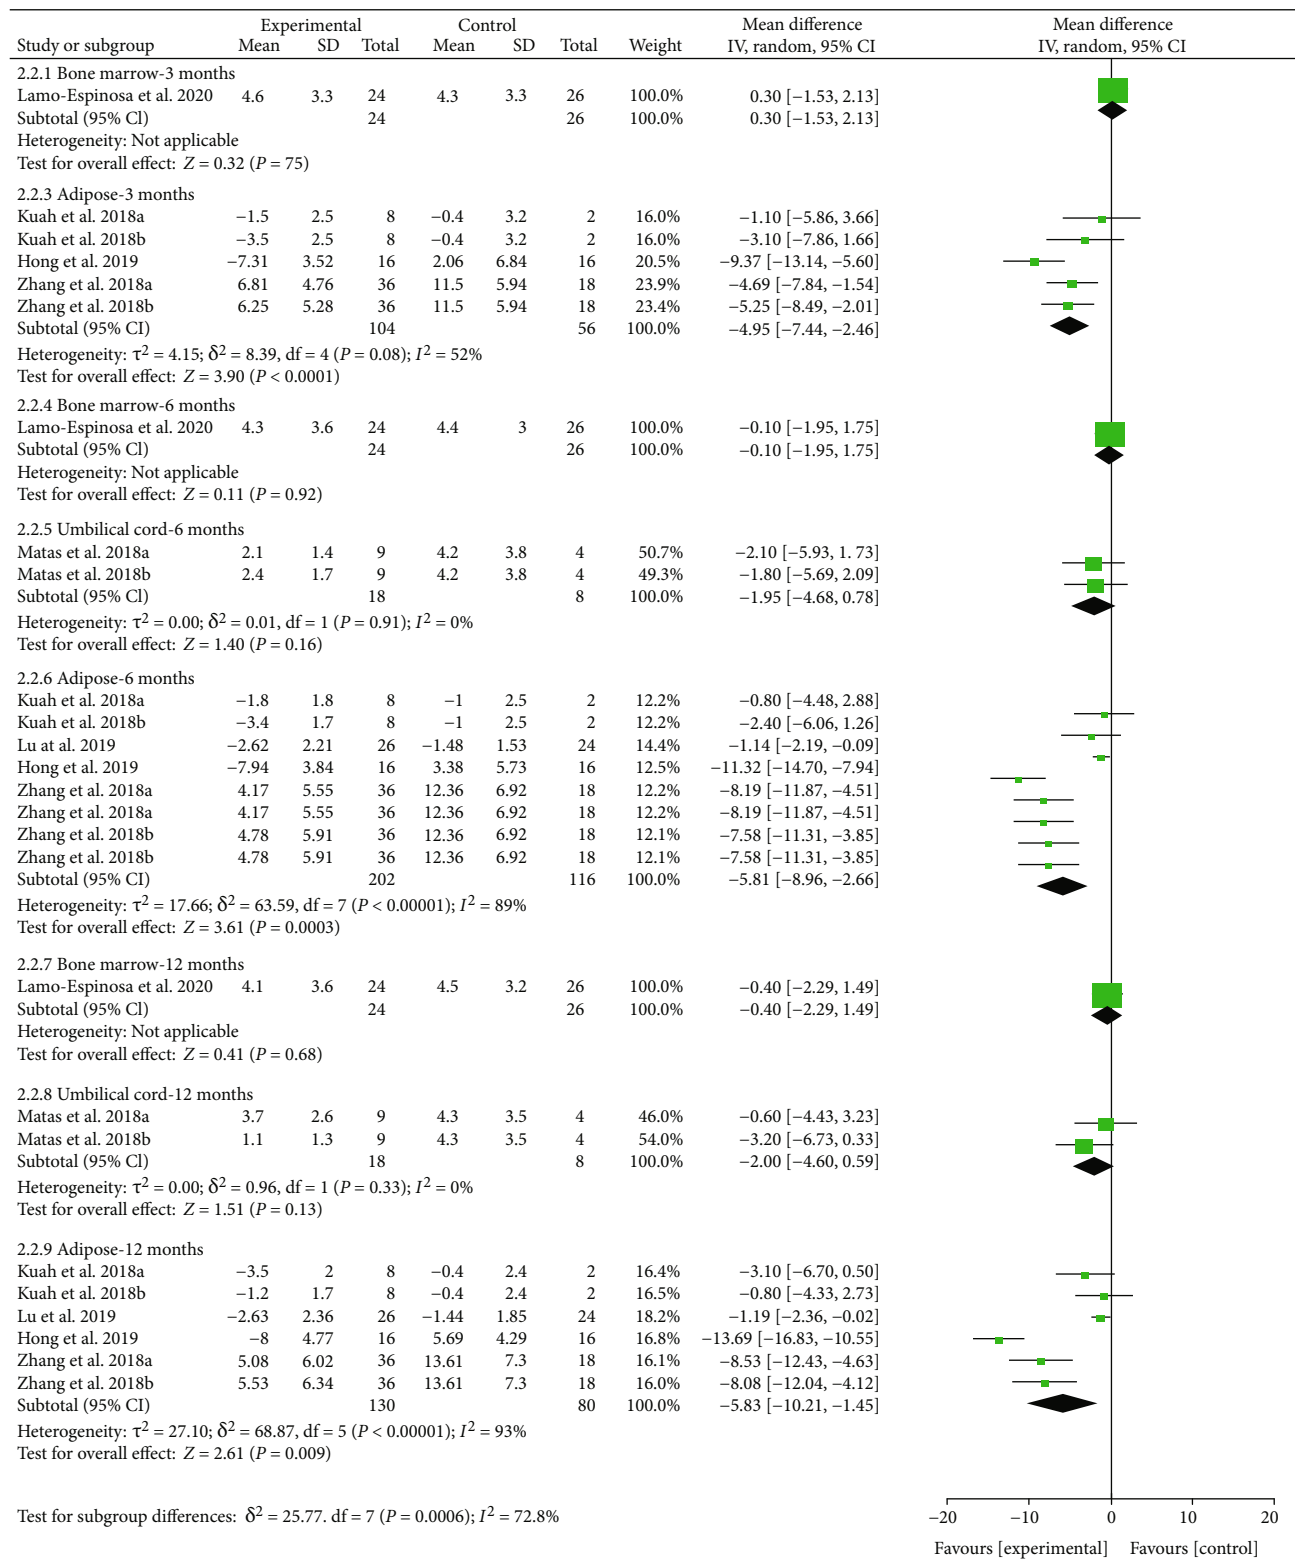 Experimental Control Mean difference Mean difference
Study or subgroup Mean SD Total Mean SD Total Weight IV, random, 95% CI IV, random, 95% CI
2.2.1 Bone marrow-3 months
Lamo-Espinosa et al. 2020 4.6 3.3 24 4.3 3.3 26 100.0% 0.30 [−1.53, 2.13]
Subtotal (95% Cl) 24 26 100.0% 0.30 [−1.53, 2.13]
Heterogeneity: Not applicable
Test for overall effect: Z = 0.32 (P = 75)
2.2.3 Adipose-3 months
Kuah et al. 2018a −1.5 2.5 8 −0.4 3.2 2 16.0% −1.10 [−5.86, 3.66]
Kuah et al. 2018b −3.5 2.5 8 −0.4 3.2 2 16.0% −3.10 [−7.86, 1.66]
Hong et al. 2019 −7.31 3.52 16 2.06 6.84 16 20.5% −9.37 [−13.14, −5.60]
Zhang et al. 2018a 6.81 4.76 36 11.5 5.94 18 23.9% −4.69 [−7.84, −1.54]
Zhang et al. 2018b 6.25 5.28 36 11.5 5.94 18 23.4% −5.25 [−8.49, −2.01]
Subtotal (95% CI) 104 56 100.0% −4.95 [−7.44, −2.46]
Heterogeneity: τ2 = 4.15; δ2 = 8.39, df = 4 (P = 0.08); I2 = 52%
Test for overall effect: Z = 3.90 (P < 0.0001)
2.2.4 Bone marrow-6 months
Lamo-Espinosa et al. 2020 4.3 3.6 24 4.4 3 26 100.0% −0.10 [−1.95, 1.75]
Subtotal (95% Cl) 24 26 100.0% −0.10 [−1.95, 1.75]
Heterogeneity: Not applicable
Test for overall effect: Z = 0.11 (P = 0.92)
2.2.5 Umbilical cord-6 months
Matas et al. 2018a 2.1 1.4 9 4.2 3.8 4 50.7% −2.10 [−5.93, 1. 73]
Matas et al. 2018b 2.4 1.7 9 4.2 3.8 4 49.3% −1.80 [−5.69, 2.09]
Subtotal (95% Cl) 18 8 100.0% −1.95 [−4.68, 0.78]
Heterogeneity: τ2 = 0.00; δ2 = 0.01, df = 1 (P = 0.91); I2 = 0%
Test for overall effect: Z = 1.40 (P = 0.16)
2.2.6 Adipose-6 months
Kuah et al. 2018a −1.8 1.8 8 −1 2.5 2 12.2% −0.80 [−4.48, 2.88]
Kuah et al. 2018b −3.4 1.7 8 −1 2.5 2 12.2% −2.40 [−6.06, 1.26]
Lu at al. 2019 −2.62 2.21 26 −1.48 1.53 24 14.4% −1.14 [−2.19, −0.09]
Hong et al. 2019 −7.94 3.84 16 3.38 5.73 16 12.5% −11.32 [−14.70, −7.94]
Zhang et al. 2018a 4.17 5.55 36 12.36 6.92 18 12.2% −8.19 [−11.87, −4.51]
Zhang et al. 2018a 4.17 5.55 36 12.36 6.92 18 12.2% −8.19 [−11.87, −4.51]
Zhang et al. 2018b 4.78 5.91 36 12.36 6.92 18 12.1% −7.58 [−11.31, −3.85]
Zhang et al. 2018b 4.78 5.91 36 12.36 6.92 18 12.1% −7.58 [−11.31, −3.85]
Subtotal (95% CI) 202 116 100.0% −5.81 [−8.96, −2.66]
Heterogeneity: τ2 = 17.66; δ2 = 63.59, df = 7 (P < 0.00001); I2 = 89%
Test for overall effect: Z = 3.61 (P = 0.0003)
2.2.7 Bone marrow-12 months
Lamo-Espinosa et al. 2020 4.1 3.6 24 4.5 3.2 26 100.0% −0.40 [−2.29, 1.49]
Subtotal (95% Cl) 24 26 100.0% −0.40 [−2.29, 1.49]
Heterogeneity: Not applicable
Test for overall effect: Z = 0.41 (P = 0.68)
2.2.8 Umbilical cord-12 months
Matas et al. 2018a 3.7 2.6 9 4.3 3.5 4 46.0% −0.60 [−4.43, 3.23]
Matas et al. 2018b 1.1 1.3 9 4.3 3.5 4 54.0% −3.20 [−6.73, 0.33]
Subtotal (95% Cl) 18 8 100.0% −2.00 [−4.60, 0.59]
Heterogeneity: τ2 = 0.00; δ2 = 0.96, df = 1 (P = 0.33); I2 = 0%
Test for overall effect: Z = 1.51 (P = 0.13)
2.2.9 Adipose-12 months
Kuah et al. 2018a −3.5 2 8 −0.4 2.4 2 16.4% −3.10 [−6.70, 0.50]
Kuah et al. 2018b −1.2 1.7 8 −0.4 2.4 2 16.5% −0.80 [−4.33, 2.73]
Lu et al. 2019 −2.63 2.36 26 −1.44 1.85 24 18.2% −1.19 [−2.36, −0.02]
Hong et al. 2019 −8 4.77 16 5.69 4.29 16 16.8% −13.69 [−16.83, −10.55]
Zhang et al. 2018a 5.08 6.02 36 13.61 7.3 18 16.1% −8.53 [−12.43, −4.63]
Zhang et al. 2018b 5.53 6.34 36 13.61 7.3 18 16.0% −8.08 [−12.04, −4.12]
Subtotal (95% CI) 130 80 100.0% −5.83 [−10.21, −1.45]
Heterogeneity: τ2 = 27.10; δ2 = 68.87, df = 5 (P < 0.00001); I2 = 93%
Test for overall effect: Z = 2.61 (P = 0.009)
Test for subgroup differences: δ2 = 25.77. df = 7 (P = 0.0006); I2 = 72.8%
−20 −10 0 10 20
Favours [experimental] Favours [control]